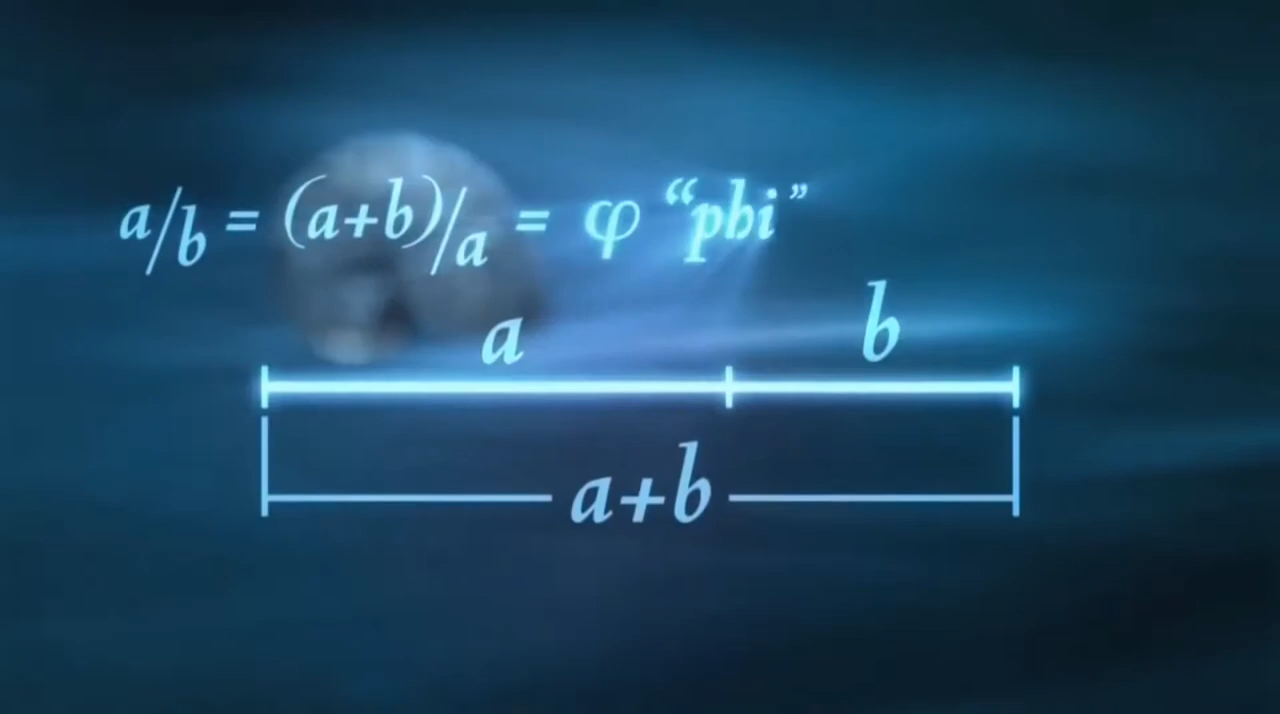 a/b = (a+b)/a = φ “phi”
a b
a+b